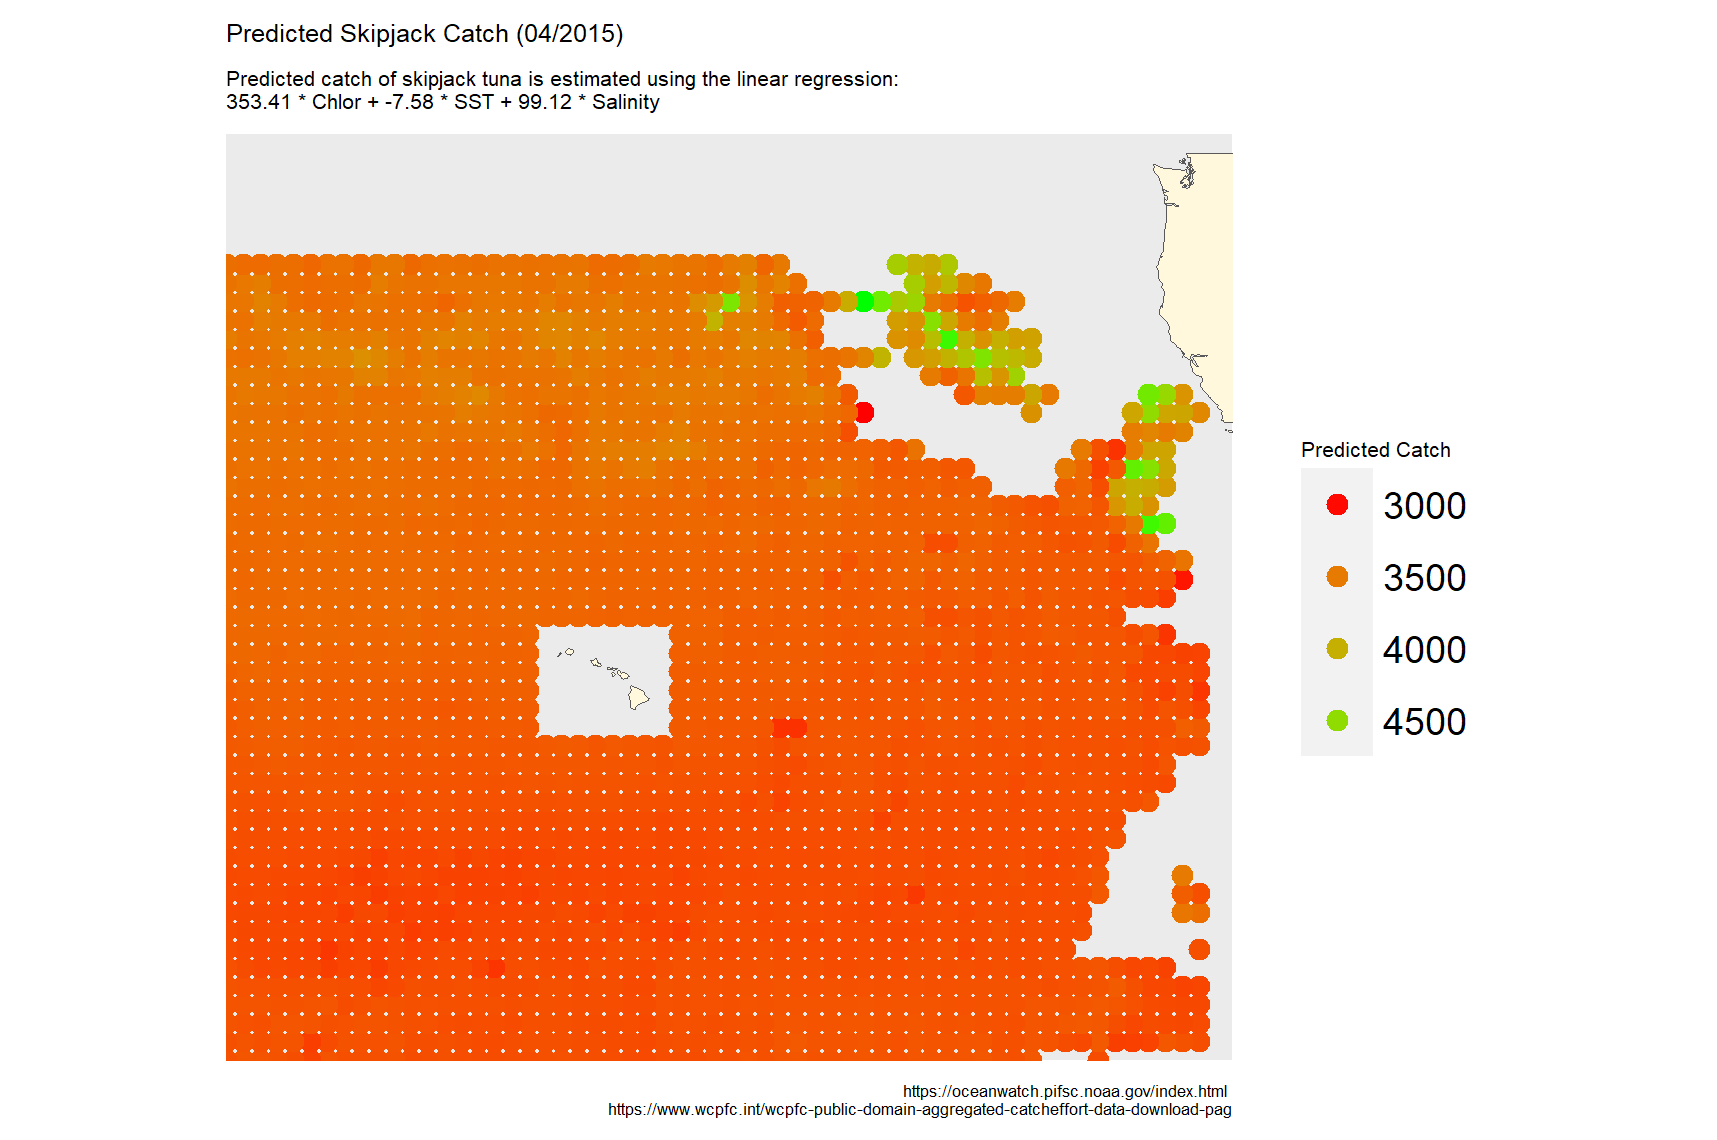 Predicted Skipjack Catch (04/2015)
Predicted catch of skipjack tuna is estimated using the linear regression:
353.41 * Chlor + -7.58 * SST + 99.12 * Salinity
Predicted Catch
3000
3500
4000
4500
https://oceanwatch.pifsc.noaa.gov/index.html
https://www.wcpfc.int/wcpfc-public-domain-aggregated-catcheffort-data-download-pag